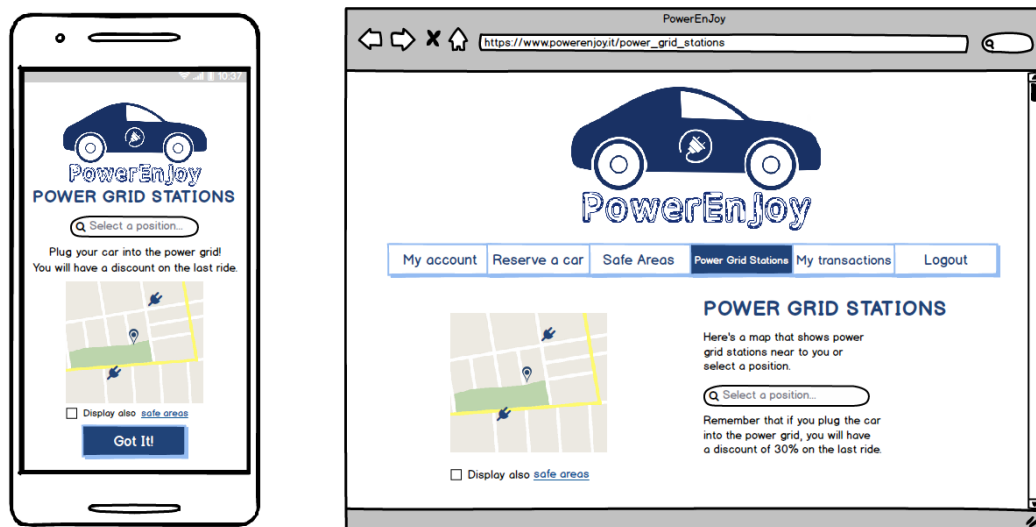 10:37
PowerEnJoy
POWER GRID STATIONS
Select a position...
Plug your car into the power grid!
You will have a discount on the last ride.
Display also safe areas
Got It!
PowerEnJoy
https://www.powerenjoy.it/power_grid_stations
PowerEnJoy
My account
Reserve a car
Safe Areas
Power Grid Stations
My transactions
Logout
POWER GRID STATIONS
Here's a map that shows power
grid stations near to you or
select a position.
Select a position...
Remember that if you plug the car
into the power grid, you will have
a discount of 30% on the last ride.
Display also safe areas